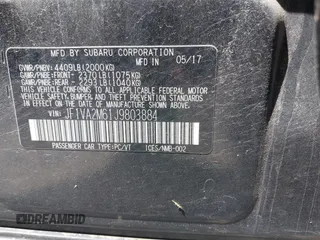 MFD BY SUBARU CORPORATION 05/17
GVWR/PNBV: 4409LB(2000KG)
GAWR/PNBE: FRONT- 2370LB(1075KG)
GAWR/PNBE: REAR - 2293LB(1040KG)
THIS VEHICLE CONFORMS TO ALL APPLICABLE
FEDERAL MOTOR VEHICLE SAFETY, BUMPER,
AND THEFT PREVENTION STANDARDS IN EFFECT
ON THE DATE OF MANUFACTURE SHOWN ABOVE.
JF1VA2M61J9803884
PASSENGER CAR, TYPE:PC/VT ICES/NMB-002
DREAMBID